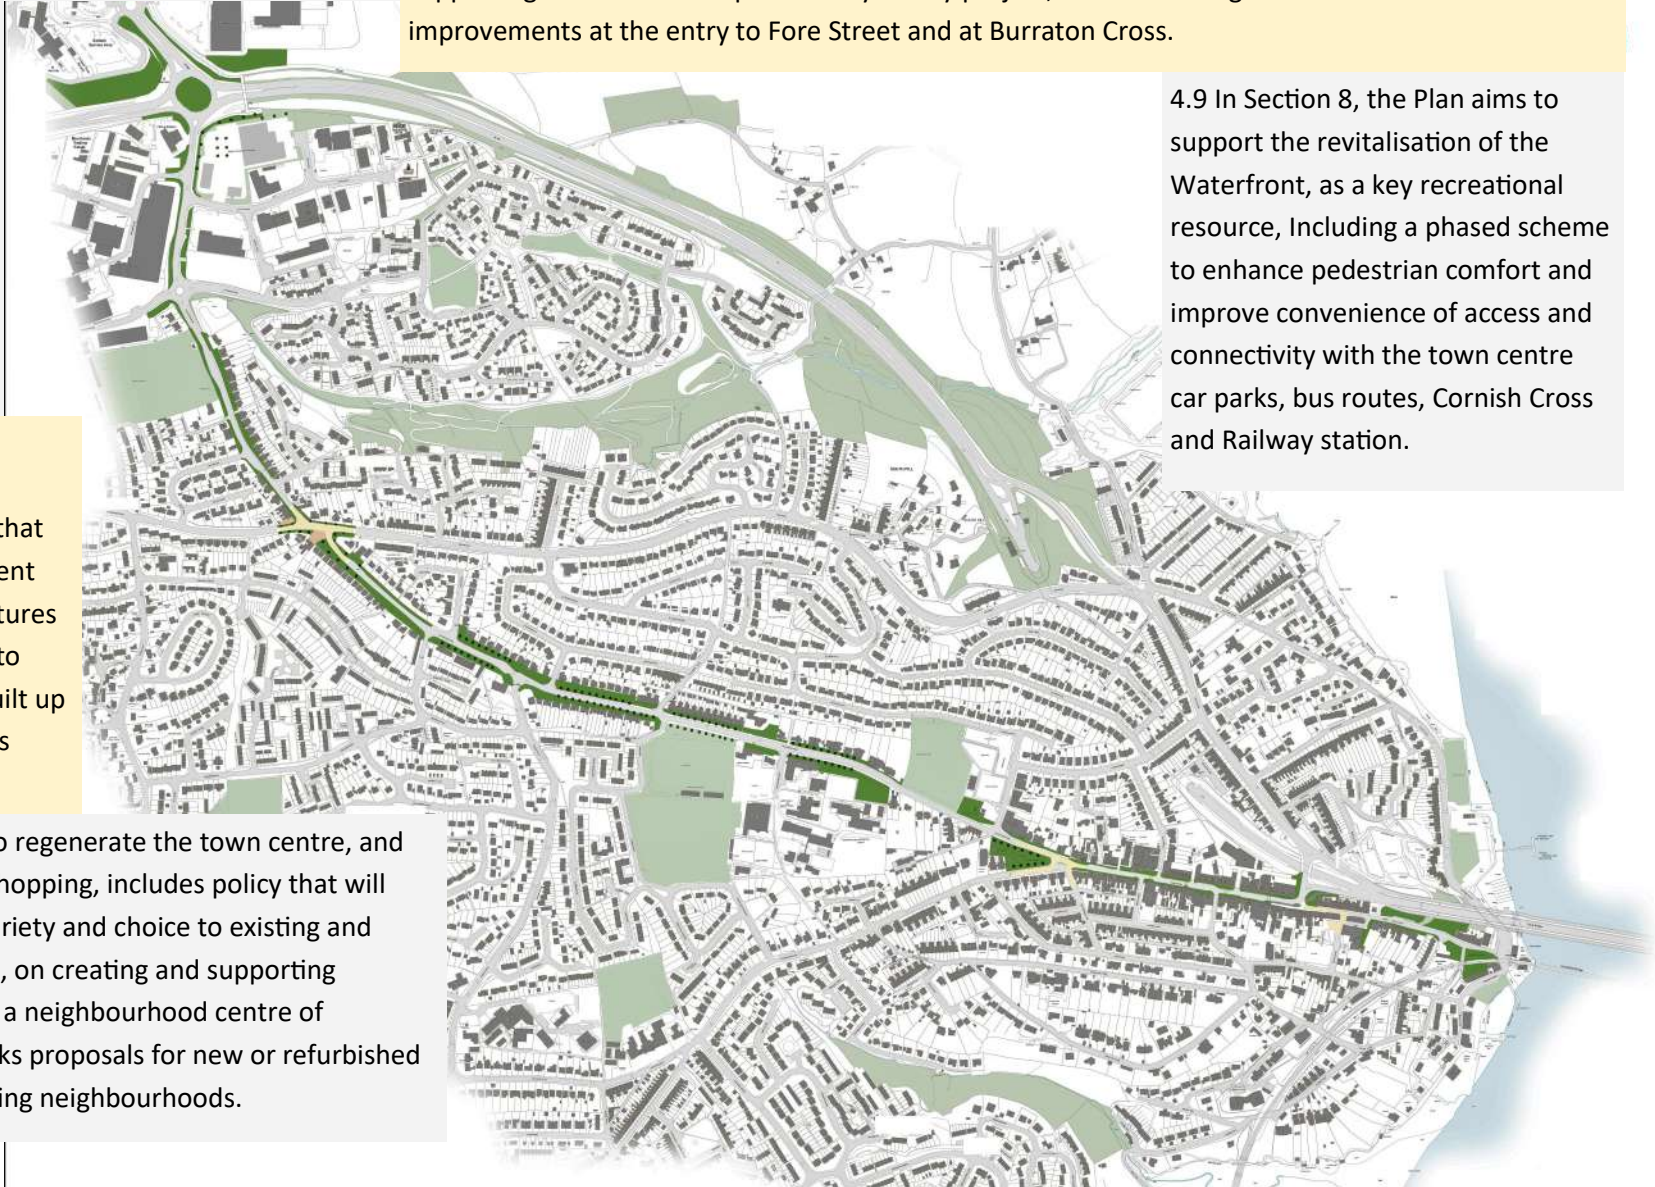 improvements at the entry to Fore Street and at Burraton Cross.
4.9 In Section 8, the Plan aims to
support the revitalisation of the
Waterfront, as a key recreational
resource, Including a phased scheme
to enhance pedestrian comfort and
improve convenience of access and
connectivity with the town centre
car parks, bus routes, Cornish Cross
and Railway station.
that
ent
tures
to
uilt up
s
o regenerate the town centre, and
hopping, includes policy that will
riety and choice to existing and
, on creating and supporting
a neighbourhood centre of
ks proposals for new or refurbished
ing neighbourhoods.